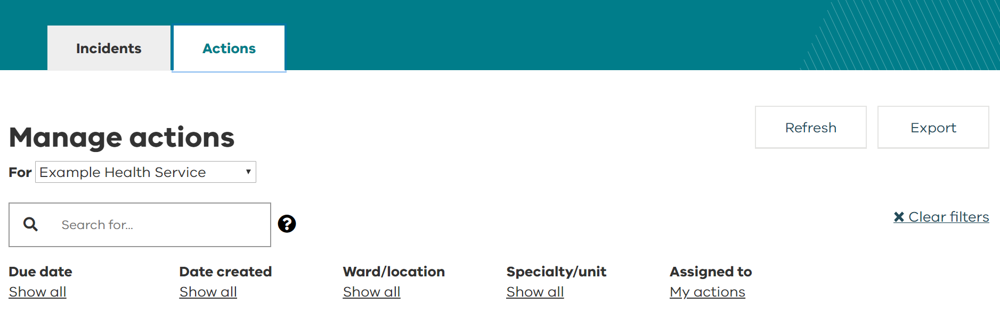 Incidents
Actions
Refresh
Export
Manage actions
For Example Health Service
Search for...
?
Clear filters
Due date
Date created
Ward/location
Specialty/unit
Assigned to
Show all
Show all
Show all
Show all
My actions